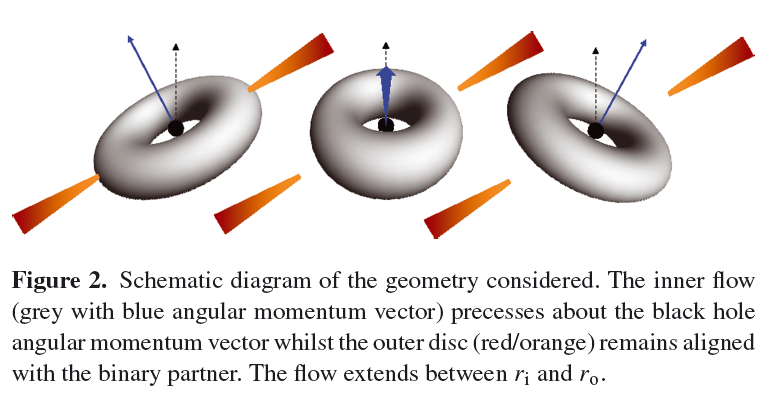 Figure 2. Schematic diagram of the geometry considered. The inner flow
(grey with blue angular momentum vector) precesses about the black hole
angular momentum vector whilst the outer disc (red/orange) remains aligned
with the binary partner. The flow extends between rᵢ and rₒ.